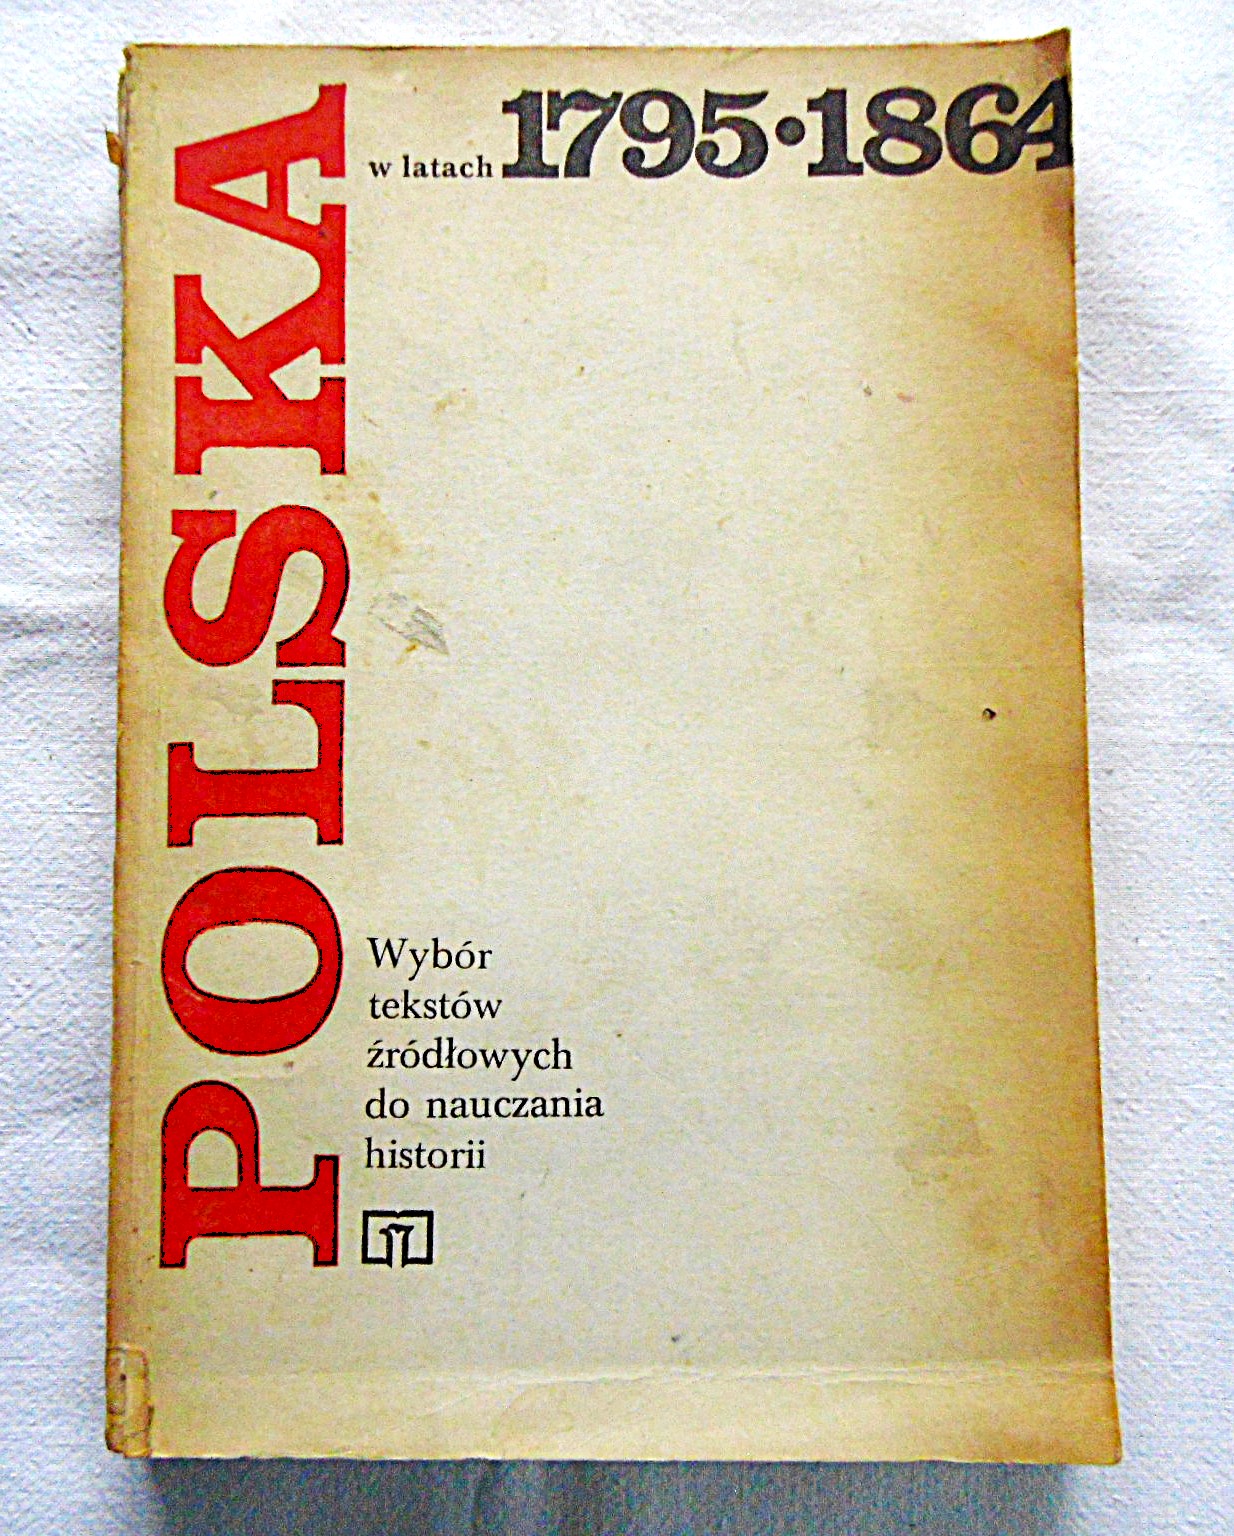 POLSKA
w latach 1795•1864
Wybór
tekstów
źródłowych
do nauczania
historii